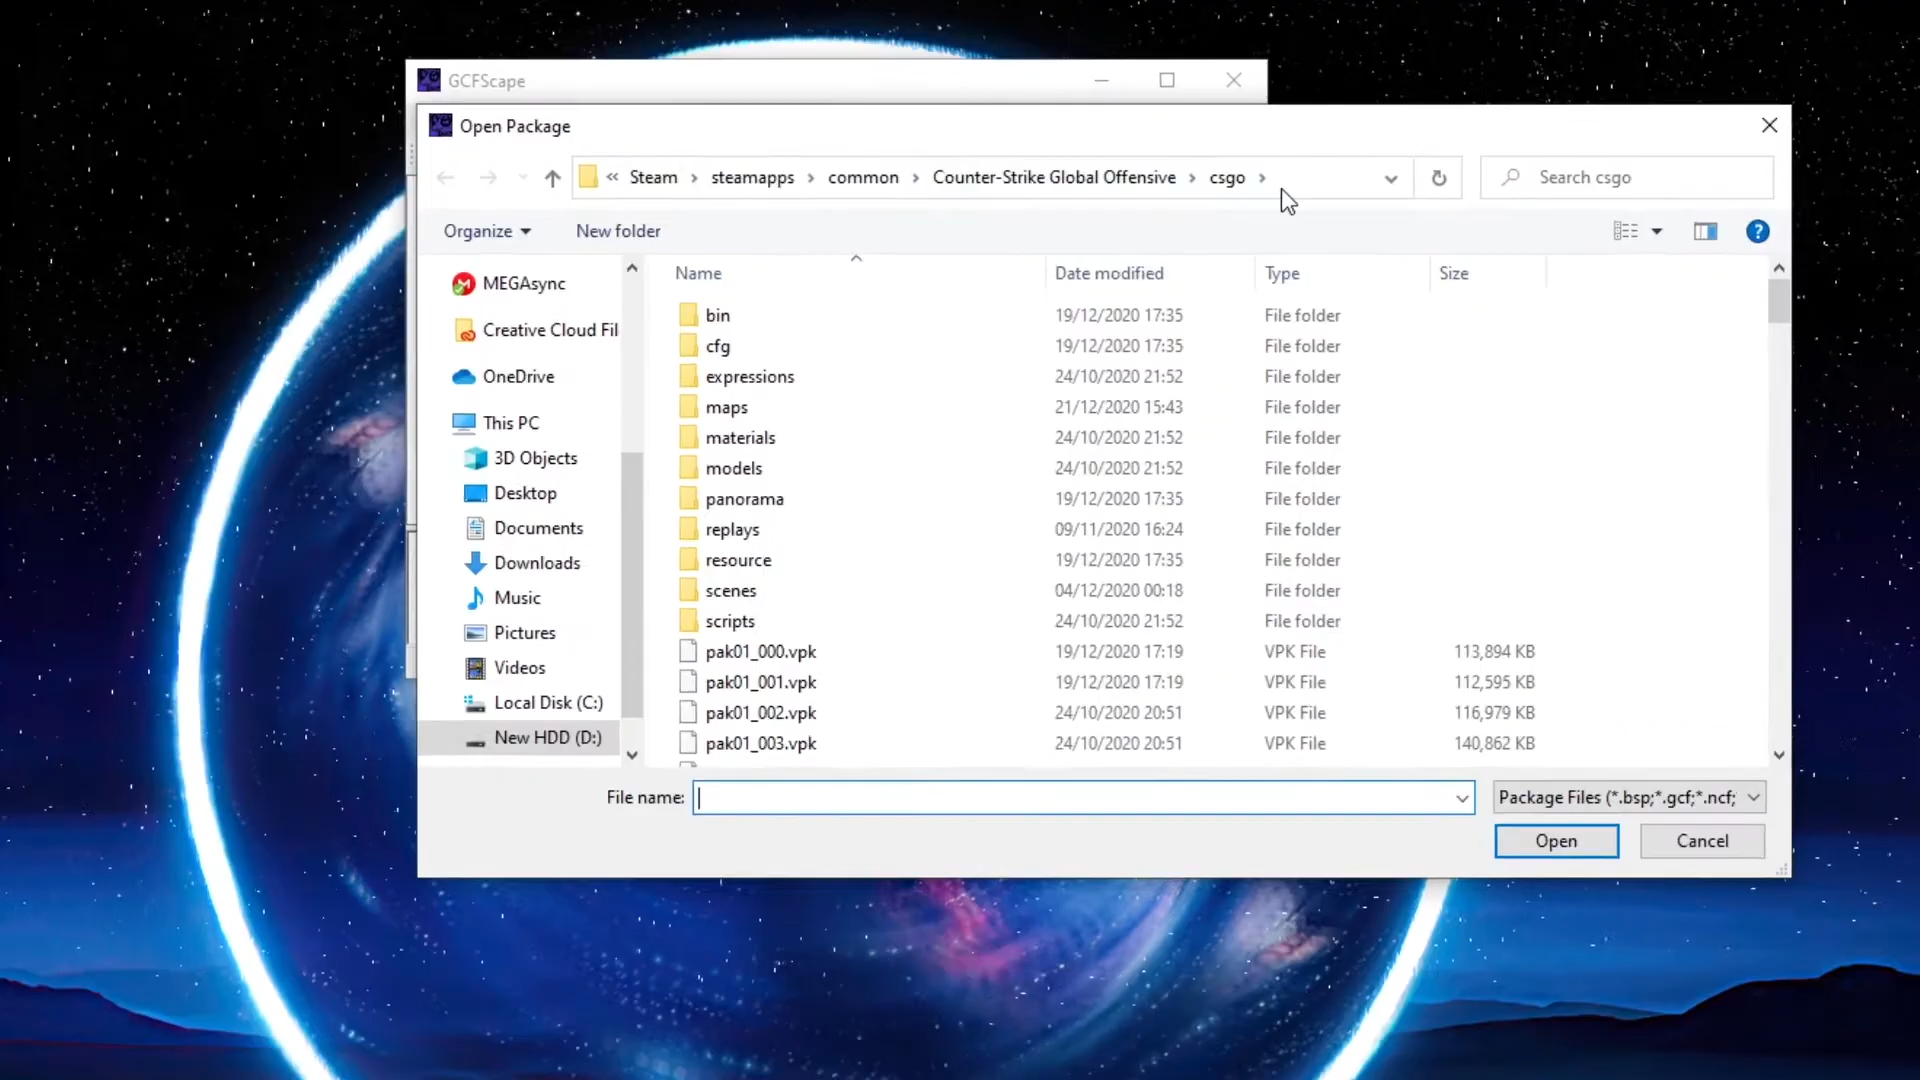 GCFScape
Open Package
« Steam › steamapps › common › Counter-Strike Global Offensive › csgo ›
Search csgo
Organize
New folder
?
MEGAsync
Creative Cloud Fil
OneDrive
This PC
3D Objects
Desktop
Documents
Downloads
Music
Pictures
Videos
Local Disk (C:)
New HDD (D:)
Name Date modified Type Size
bin 19/12/2020 17:35 File folder
cfg 19/12/2020 17:35 File folder
expressions 24/10/2020 21:52 File folder
maps 21/12/2020 15:43 File folder
materials 24/10/2020 21:52 File folder
models 24/10/2020 21:52 File folder
panorama 19/12/2020 17:35 File folder
replays 09/11/2020 16:24 File folder
resource 19/12/2020 17:35 File folder
scenes 04/12/2020 00:18 File folder
scripts 24/10/2020 21:52 File folder
pak01_000.vpk 19/12/2020 17:19 VPK File 113,894 KB
pak01_001.vpk 19/12/2020 17:19 VPK File 112,595 KB
pak01_002.vpk 24/10/2020 20:51 VPK File 116,979 KB
pak01_003.vpk 24/10/2020 20:51 VPK File 140,862 KB
File name:
Package Files (*.bsp;*.gcf;*.ncf;
Open
Cancel